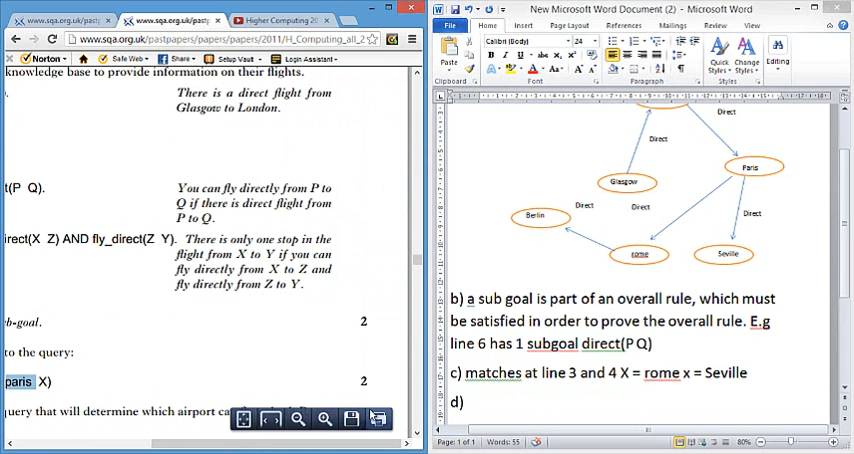 www.sqa.org.uk/pastpap
www.sqa.org.uk/pastpap
Higher Computing 201
www.sqa.org.uk/pastpapers/papers/papers/2011/H_Computing_all_2
Norton
Safe Web
Share
Setup Vault
Login Assistant
knowledge base to provide information on their flights.
There is a direct flight from
Glasgow to London.
t(P Q).
You can fly directly from P to
Q if there is direct flight from
P to Q.
irect(X Z) AND fly_direct(Z Y).
There is only one stop in the
flight from X to Y if you can
fly directly from X to Z and
fly directly from Z to Y.
ub-goal.
2
to the query:
paris X)
2
query that will determine which airport ca
New Microsoft Word Document (2) - Microsoft Word
File
Home
Insert
Page Layout
References
Mailings
Review
View
Calibri (Body)
24
Paste
Quick
Styles
Change
Styles
Editing
Clipboard
Font
Paragraph
Styles
Direct
Direct
Paris
Glasgow
Direct
Direct
Direct
Berlin
rome
Seville
b) a sub goal is part of an overall rule, which must
be satisfied in order to prove the overall rule. E.g
line 6 has 1 subgoal direct(P Q)
c) matches at line 3 and 4 X = rome x = Seville
d)
Page: 1 of 1
Words: 55
80%